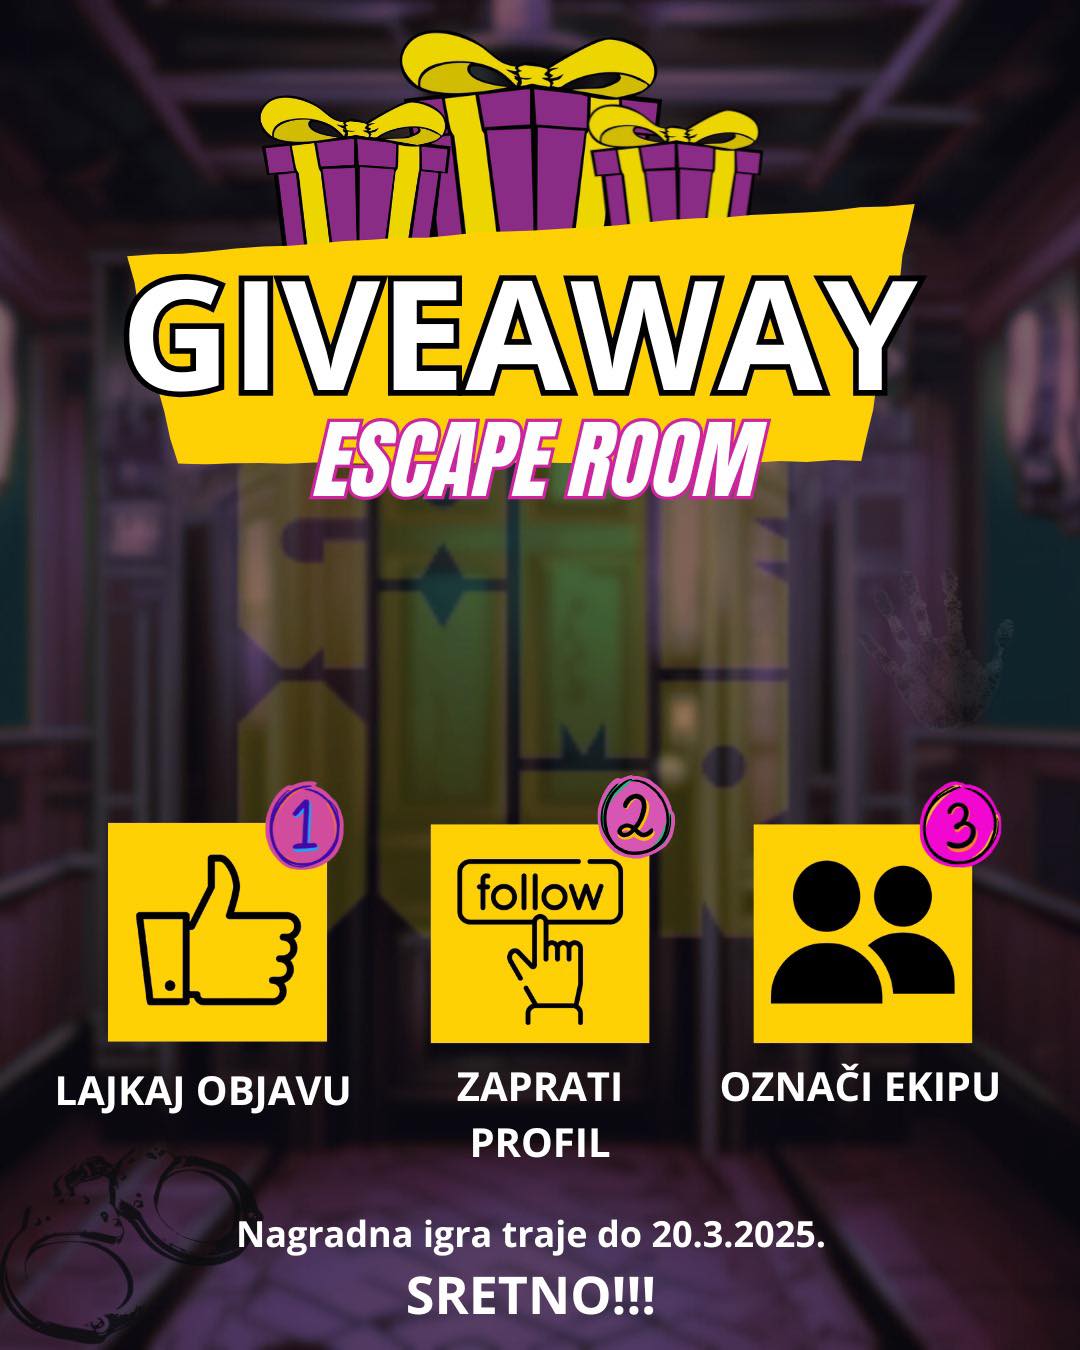 GIVEAWAY
ESCAPE ROOM
1
2
3
follow
LAJKAJ OBJAVU
ZAPRATI
PROFIL
OZNAČI EKIPU
Nagradna igra traje do 20.3.2025.
SRETNO!!!